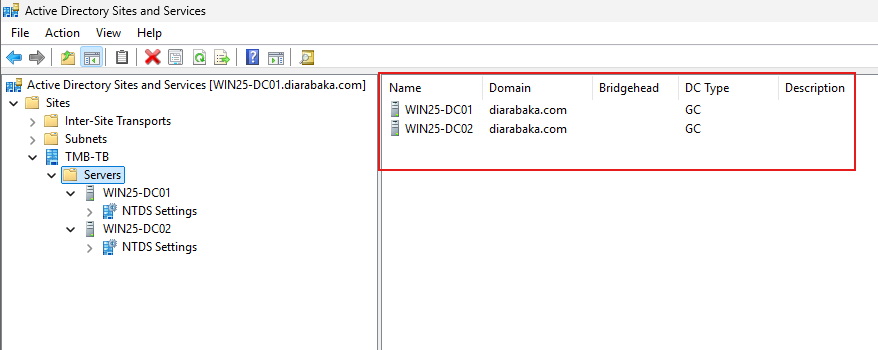 Active Directory Sites and Services
File Action View Help
Active Directory Sites and Services [WIN25-DC01.diarabaka.com]
Sites
Inter-Site Transports
Subnets
TMB-TB
Servers
WIN25-DC01
NTDS Settings
WIN25-DC02
NTDS Settings
Name Domain Bridgehead DC Type Description
WIN25-DC01 diarabaka.com GC
WIN25-DC02 diarabaka.com GC